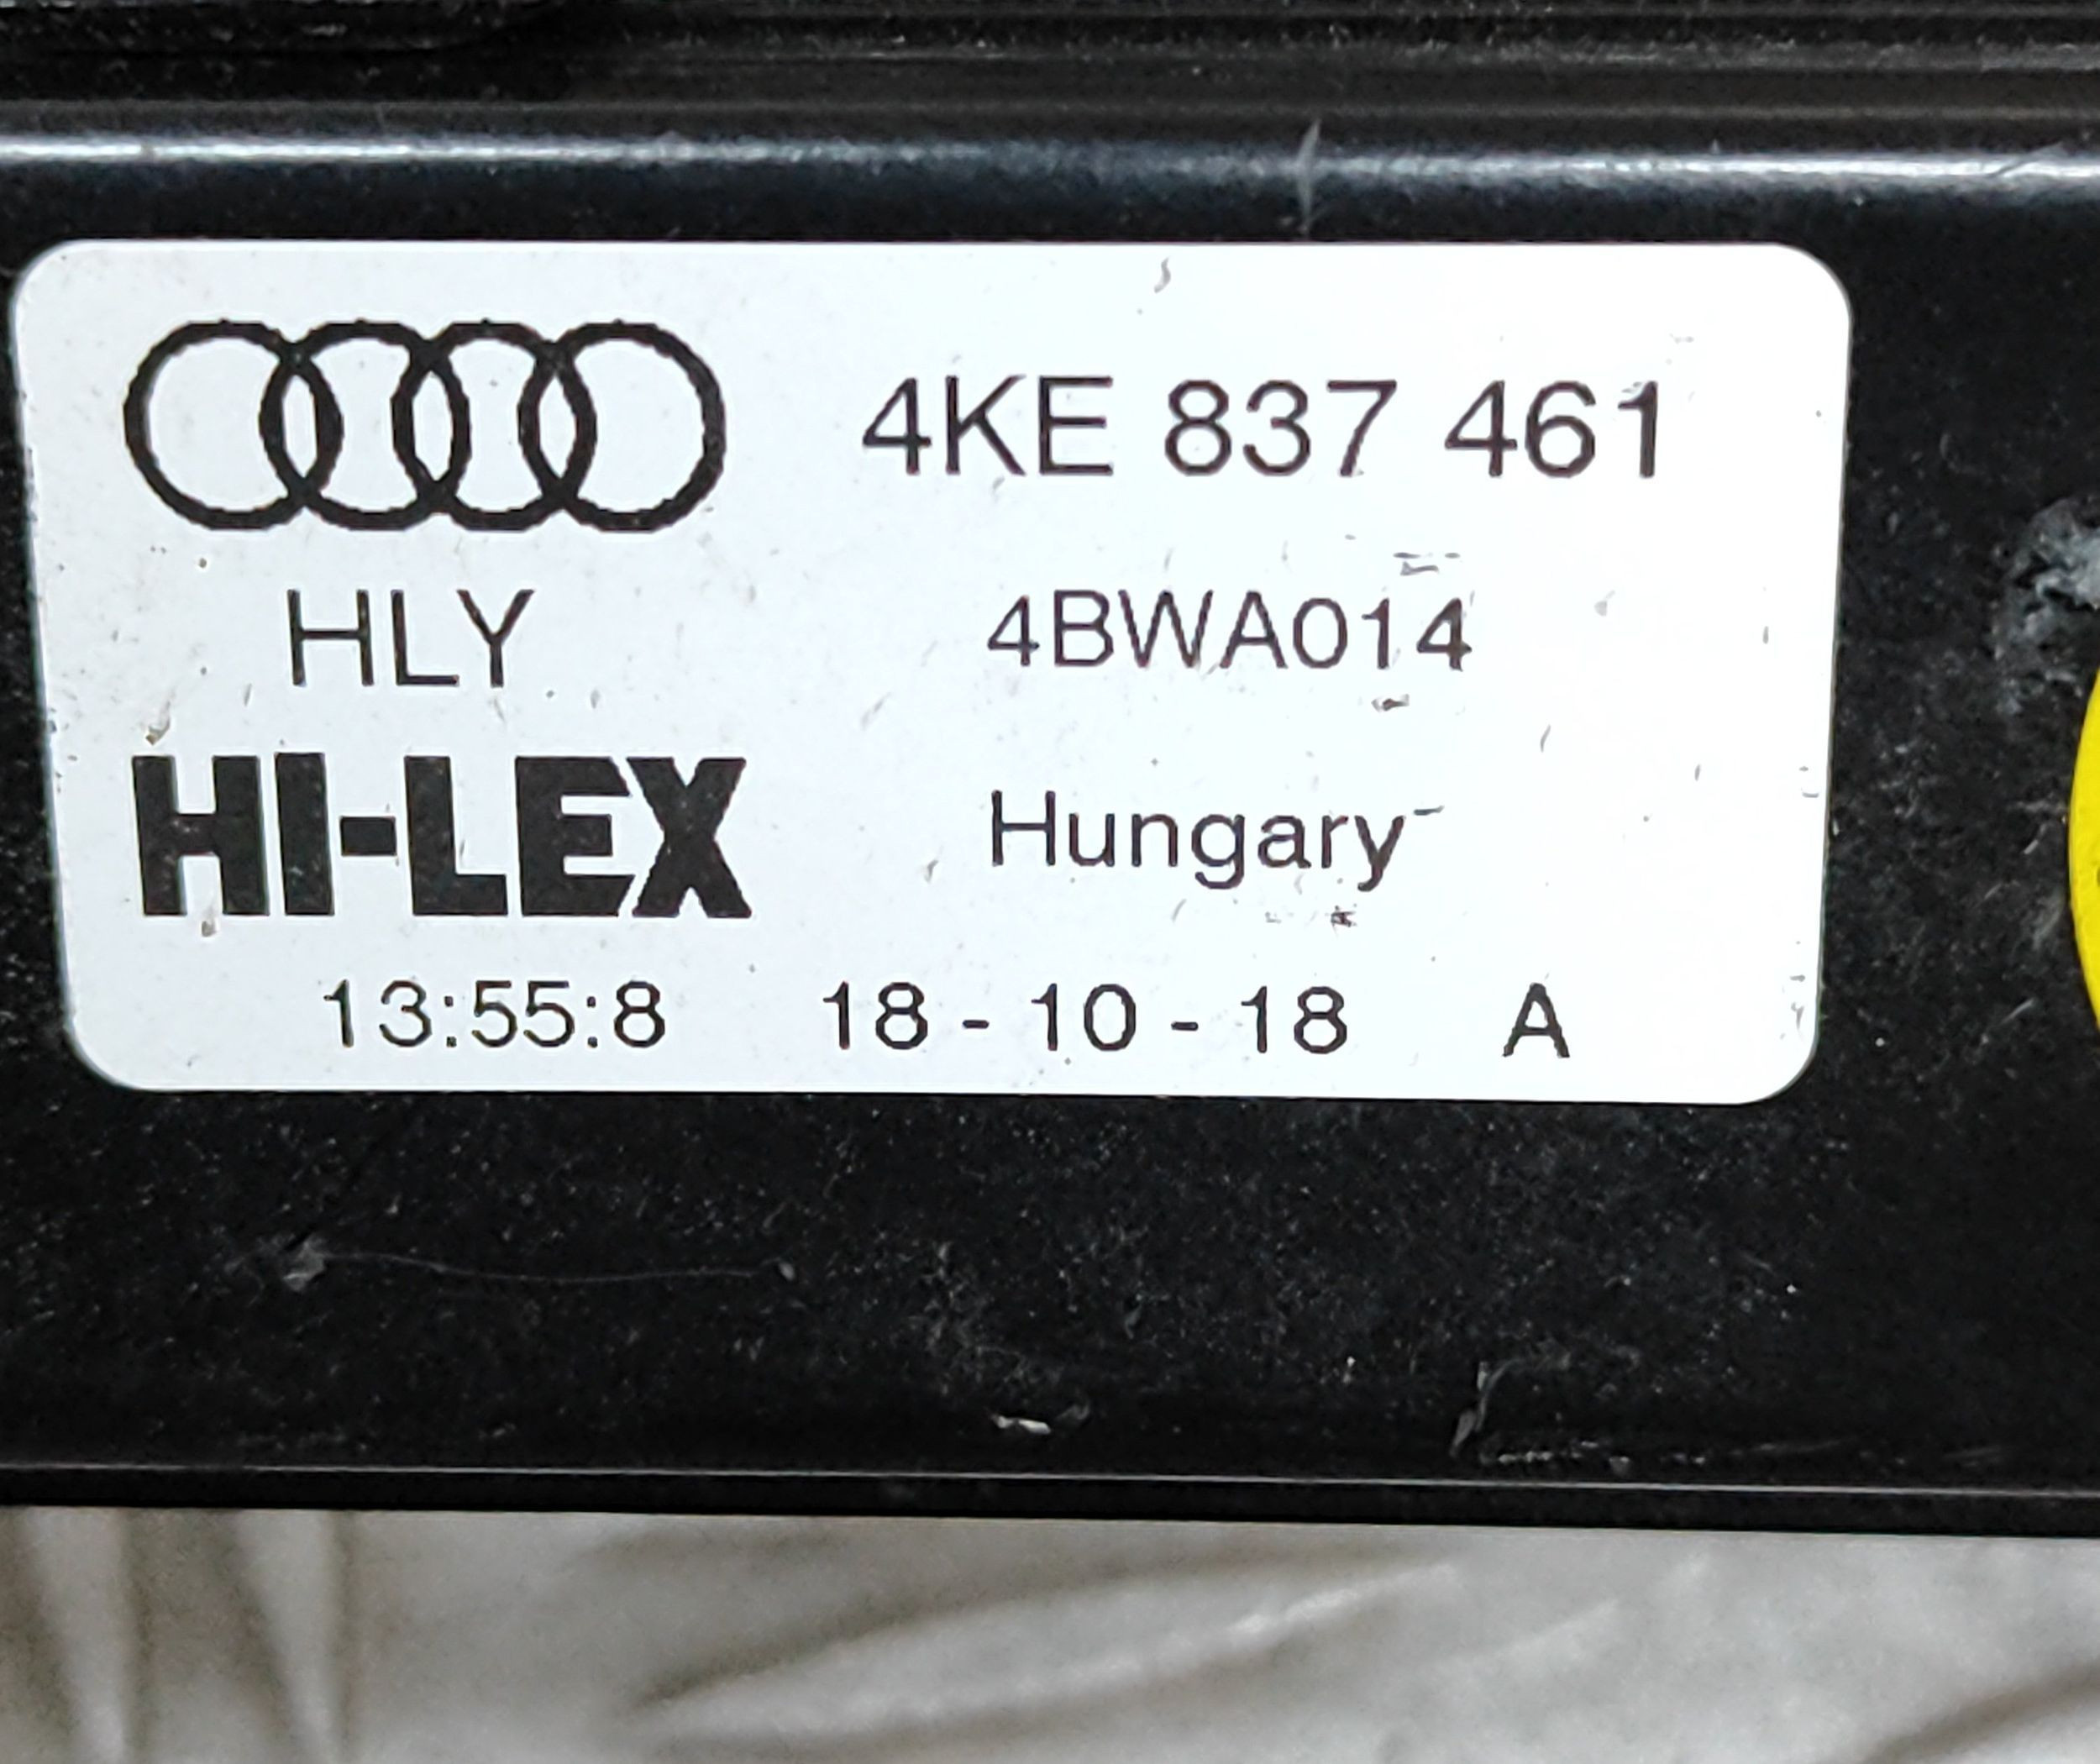 4KE 837 461
HLY 4BWA014
HI-LEX Hungary
13:55:8 18 - 10 - 18 A